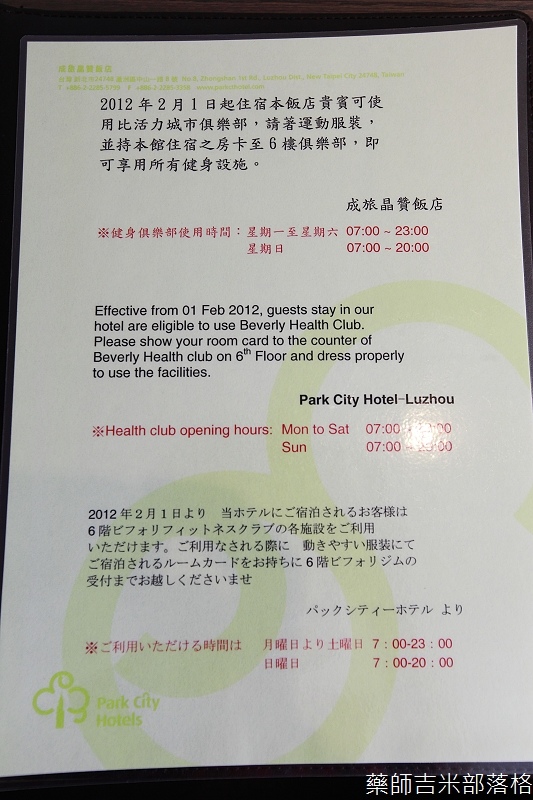 成旅晶贊飯店
2012年2月1日起住宿本飯店貴賓可使
用比活力城市俱樂部，請著運動服裝，
並持本館住宿之房卡至6樓俱樂部，即
可享用所有健身設施。
成旅晶贊飯店
※健身俱樂部使用時間：星期一至星期六 07:00 ~ 23:00
星期日 07:00 ~ 20:00
Effective from 01 Feb 2012, guests stay in our
hotel are eligible to use Beverly Health Club.
Please show your room card to the counter of
Beverly Health club on 6th Floor and dress properly
to use the facilities.
Park City Hotel-Luzhou
※Health club opening hours: Mon to Sat 07:00
Sun 07:00
2012年2月1日より 当ホテルにご宿泊されるお客様は
6階ビフォリフィットネスクラブの各施設をご利用
いただけます。ご利用なされる際に 動きやすい服装にて
ご宿泊されるルームカードをお持ちに6階ビフォリジムの
受付までお越しくださいませ
パックシティーホテル より
※ご利用いただける時間は 月曜日より土曜日 7：00-23：00
日曜日 7：00-20：00
Park City
Hotels
藥師吉米部落格